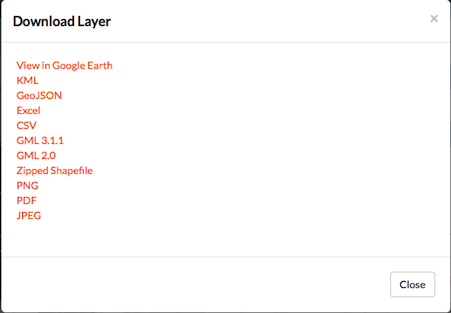 Download Layer
×
View in Google Earth
KML
GeoJSON
Excel
CSV
GML 3.1.1
GML 2.0
Zipped Shapefile
PNG
PDF
JPEG
Close